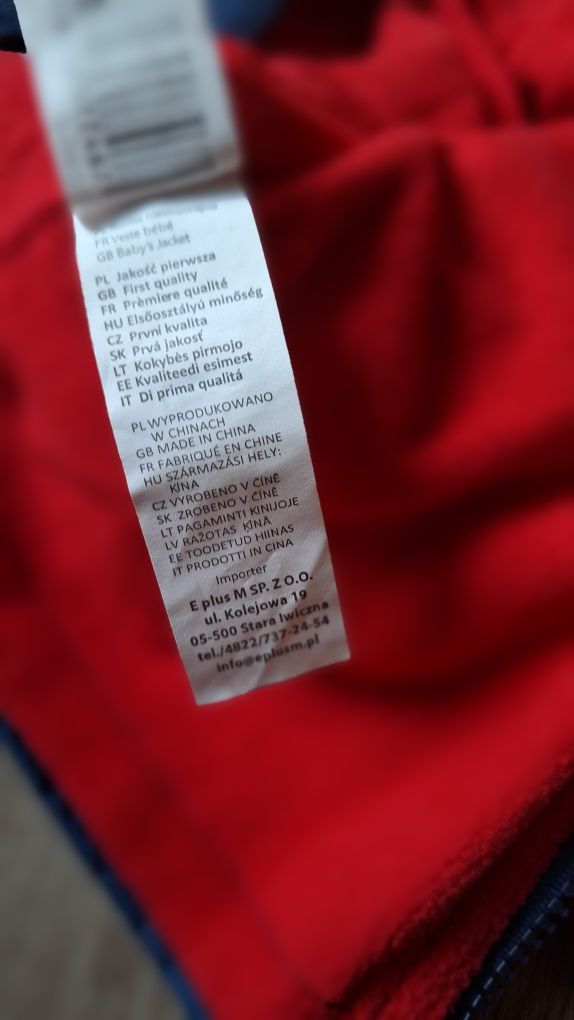 FR Veste bébé
GB Baby's Jacket
PL Jakość pierwsza
GB First quality
FR Prèmiere qualité
HU Elsőosztályú minőség
CZ První kvalita
SK Prvá jakosť
LT Kokybės pirmojo
EE Kvaliteedi esimest
IT Di prima qualitá
PL WYPRODUKOWANO
W CHINACH
GB MADE IN CHINA
FR FABRIQUÉ EN CHINE
HU SZÁRMAZÁSI HELY:
KÍNA
CZ VYROBENO V ČÍNĚ
SK ZROBENO V ČÍNĚ
LT PAGAMINTI KINIJOJE
LV RAŽOTAS ĶINA
EE TOODETUD HIINAS
IT PRODOTTI IN CINA
Importer
E plus M SP. Z O.O.
ul. Kolejowa 19
05-500 Stara Iwiczna
tel./4822/737-24-54
info@eplusm.pl